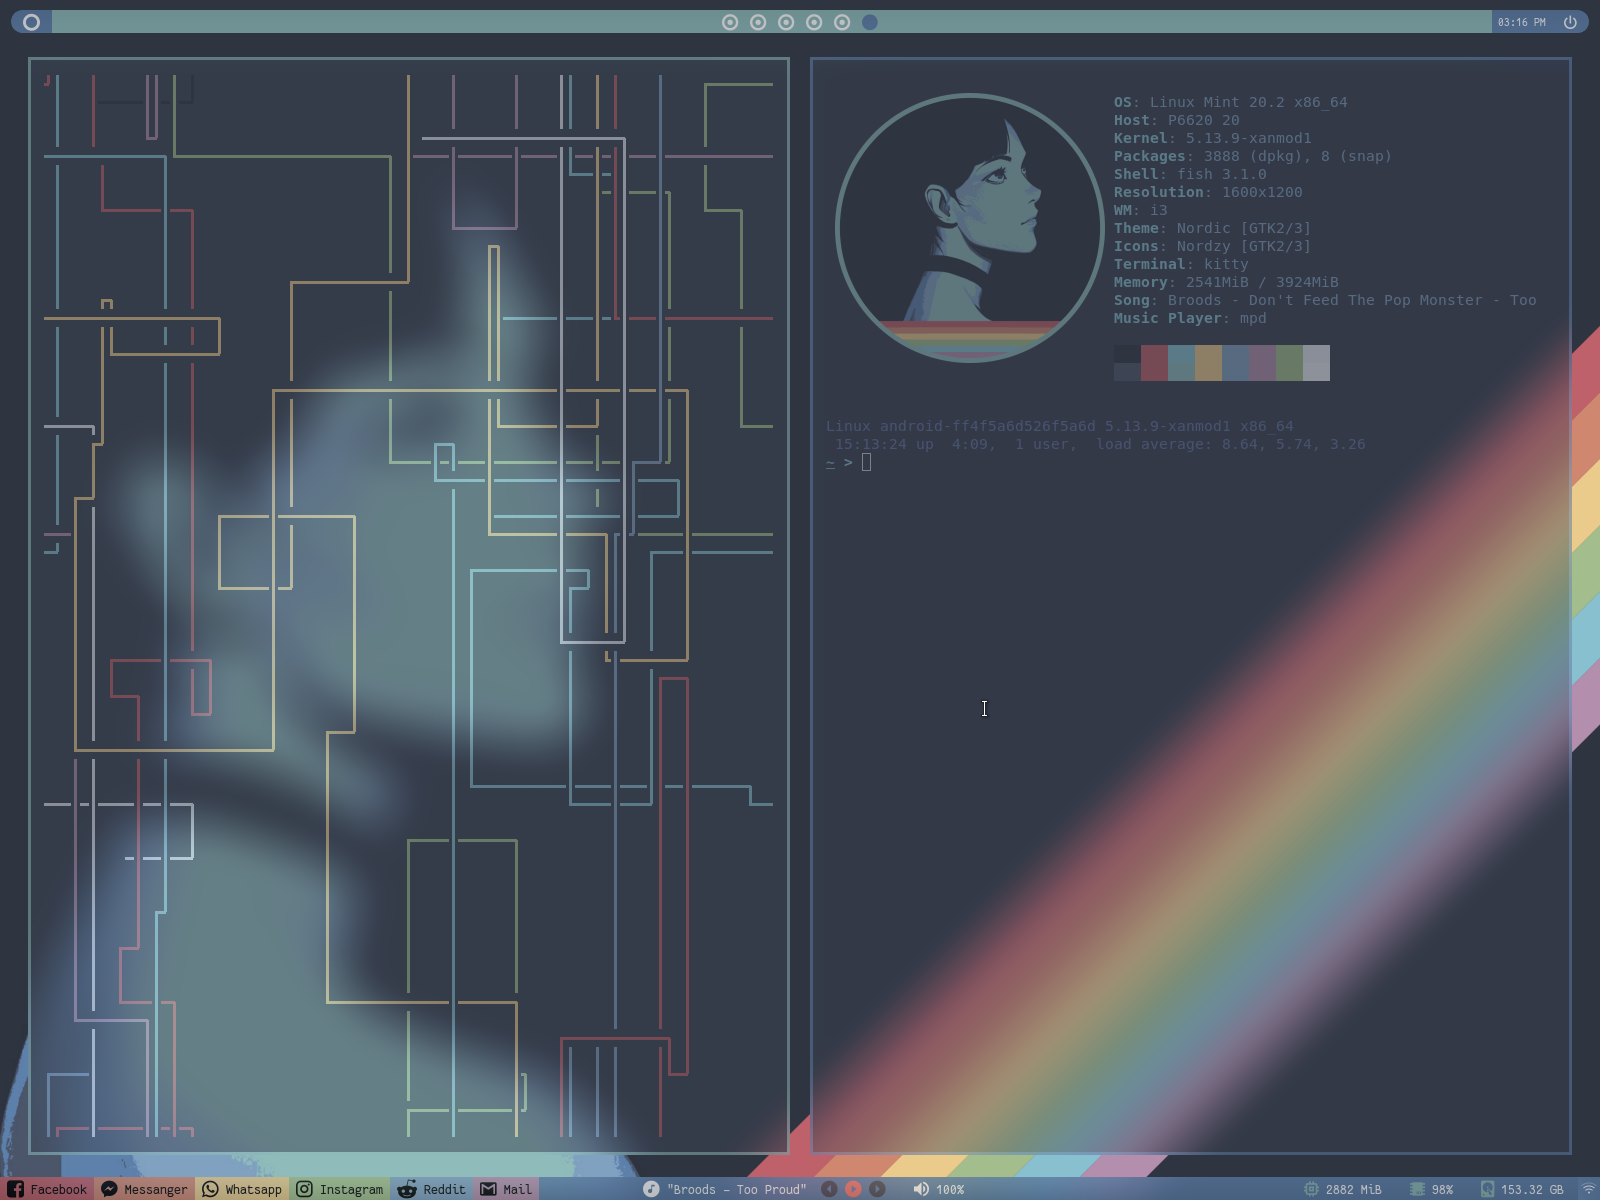 03:16 PM
OS: Linux Mint 20.2 x86_64
Host: P6620 20
Kernel: 5.13.9-xanmod1
Packages: 3888 (dpkg), 8 (snap)
Shell: fish 3.1.0
Resolution: 1600x1200
WM: i3
Theme: Nordic [GTK2/3]
Icons: Nordzy [GTK2/3]
Terminal: kitty
Memory: 2541MiB / 3924MiB
Song: Broods - Don't Feed The Pop Monster - Too
Music Player: mpd
Linux android-ff4f5a6d526f5a6d 5.13.9-xanmod1 x86_64
15:13:24 up  4:09,  1 user,  load average: 8.64, 5.74, 3.26
~ >
Facebook Messanger Whatsapp Instagram Reddit Mail "Broods - Too Proud" 100% 2882 MiB 98% 153.32 GB